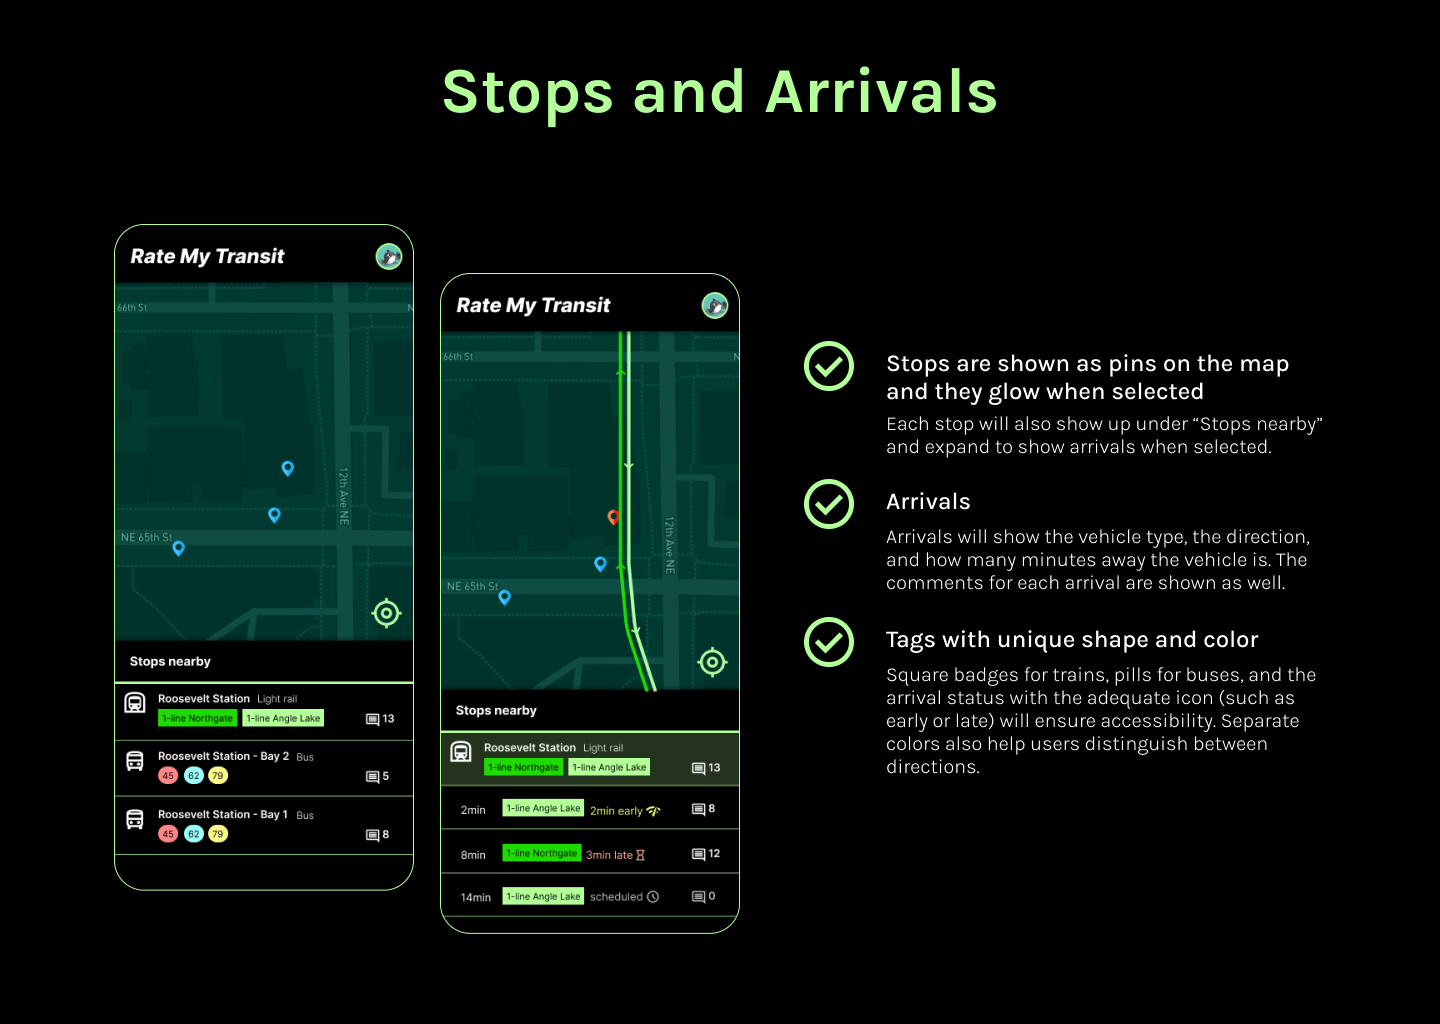 Stops and Arrivals
Rate My Transit
66th St
N
12th Ave NE
NE 65th St
Stops nearby
Roosevelt Station Light rail
1-line Northgate 1-line Angle Lake 13
Roosevelt Station - Bay 2 Bus
45 62 79 5
Roosevelt Station - Bay 1 Bus
45 62 79 8
Rate My Transit
66th St
N
12th Ave NE
NE 65th St
Stops nearby
Roosevelt Station Light rail
1-line Northgate 1-line Angle Lake 13
2min 1-line Angle Lake 2min early 8
8min 1-line Northgate 3min late 12
14min 1-line Angle Lake scheduled 0
Stops are shown as pins on the map
and they glow when selected
Each stop will also show up under “Stops nearby”
and expand to show arrivals when selected.
Arrivals
Arrivals will show the vehicle type, the direction,
and how many minutes away the vehicle is. The
comments for each arrival are shown as well.
Tags with unique shape and color
Square badges for trains, pills for buses, and the
arrival status with the adequate icon (such as
early or late) will ensure accessibility. Separate
colors also help users distinguish between
directions.